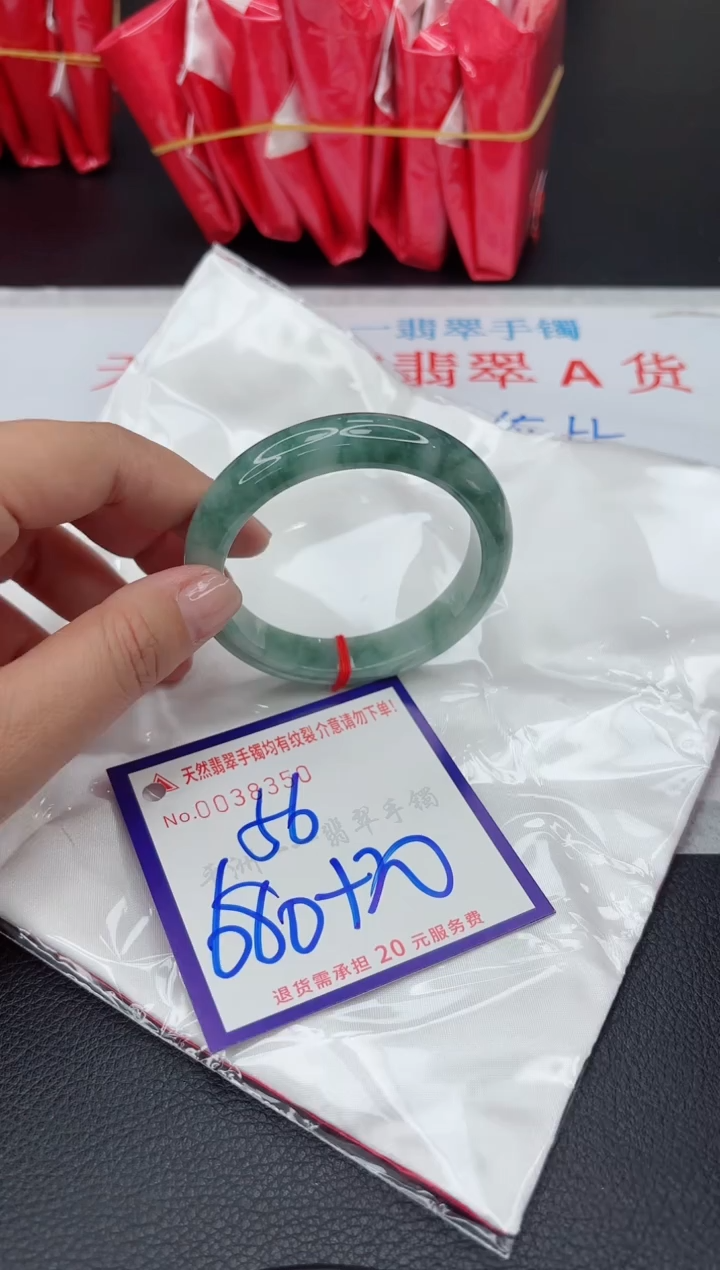 一翡翠手镯
天 翡翠 A 货
天然翡翠手镯均有纹裂介意请勿下单!
No.0038350
56
翡翠手镯
680+20
退货需承担 20 元服务费